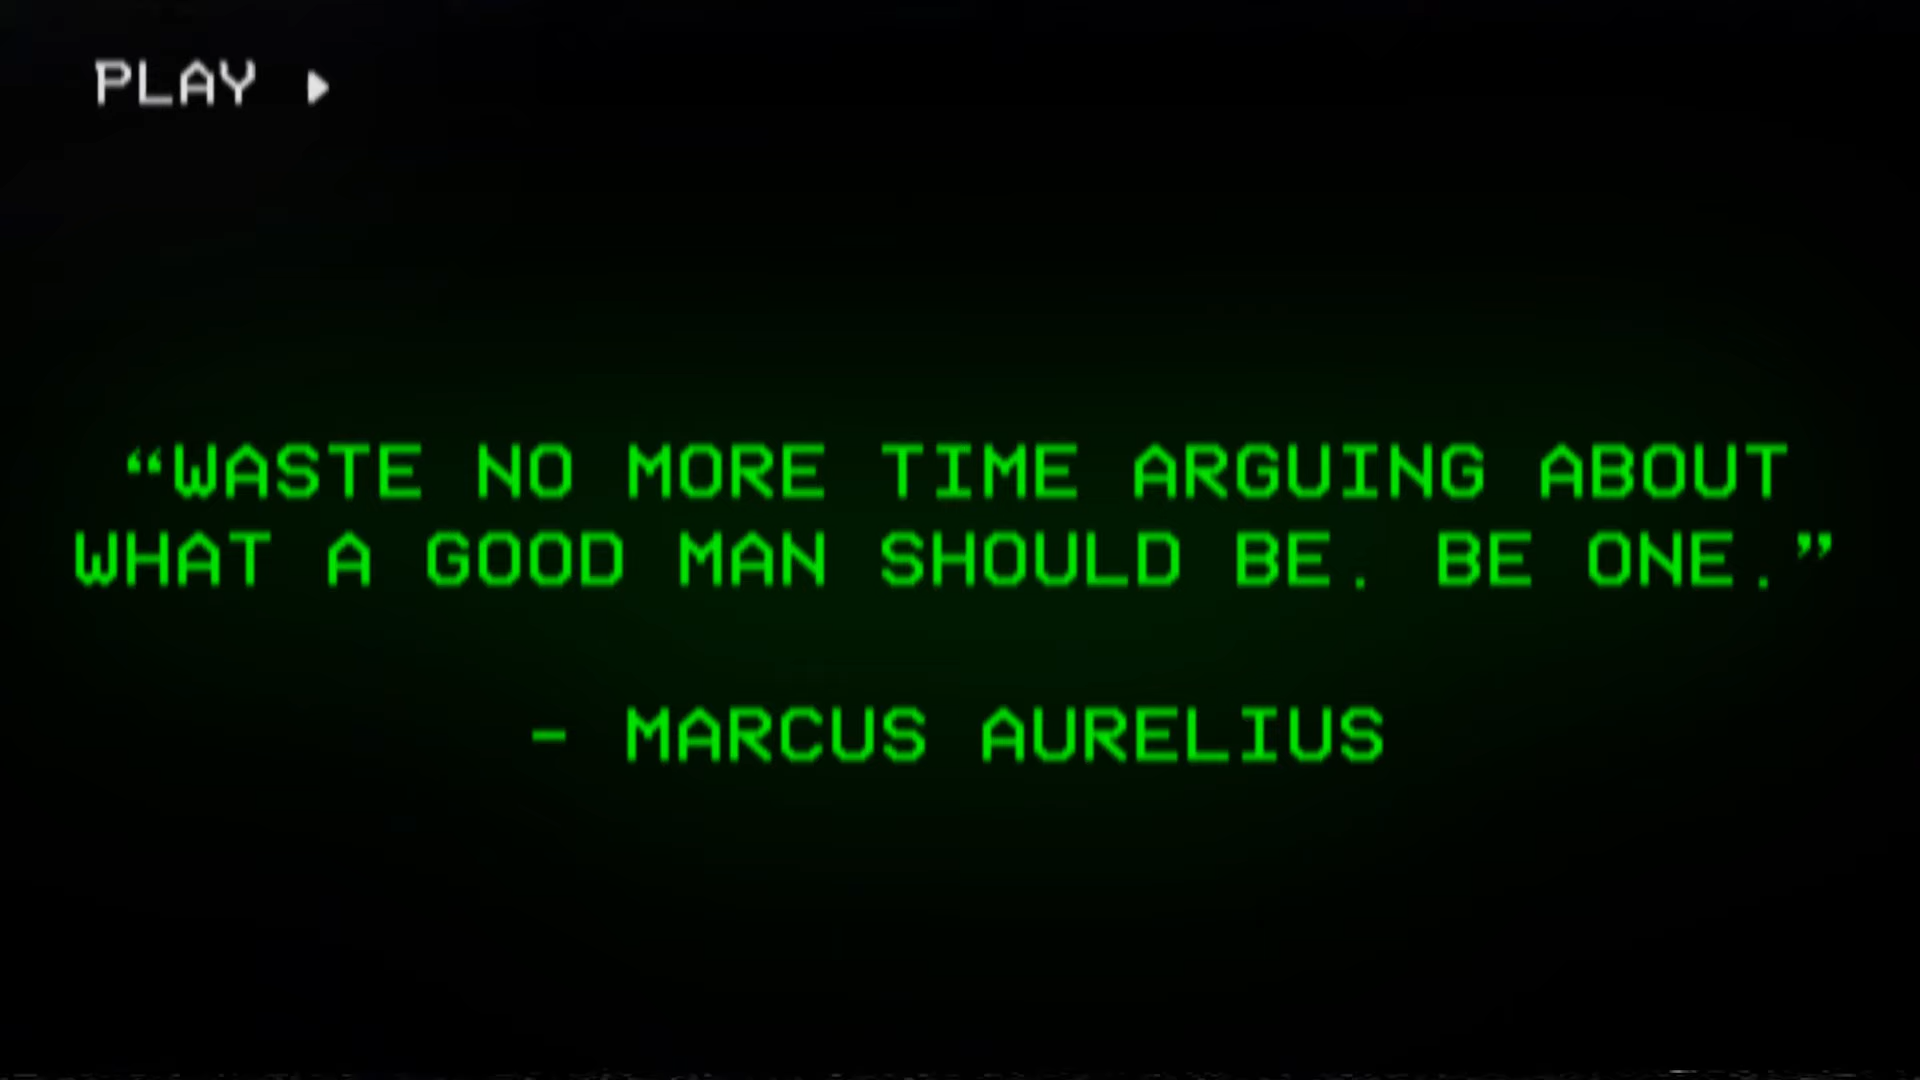 PLAY ▶
“WASTE NO MORE TIME ARGUING ABOUT
WHAT A GOOD MAN SHOULD BE. BE ONE.”
- MARCUS AURELIUS